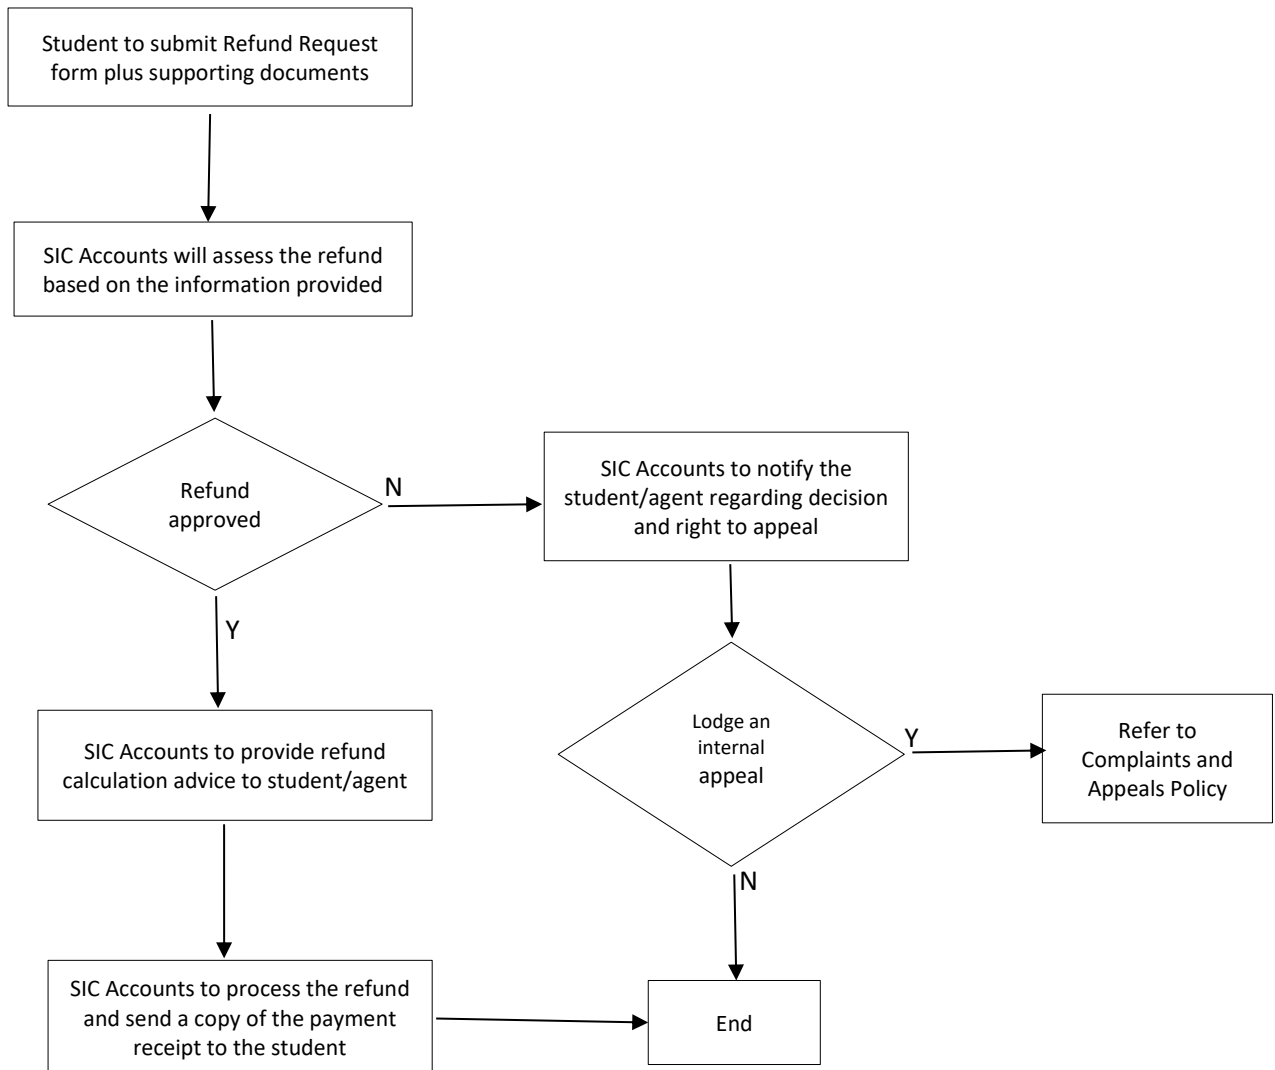 Student to submit Refund Request
form plus supporting documents
SIC Accounts will assess the refund
based on the information provided
Refund
approved
N
SIC Accounts to notify the
student/agent regarding decision
and right to appeal
Y
Lodge an
internal
appeal
Y
Refer to
Complaints and
Appeals Policy
SIC Accounts to provide refund
calculation advice to student/agent
N
SIC Accounts to process the refund
and send a copy of the payment
receipt to the student
End